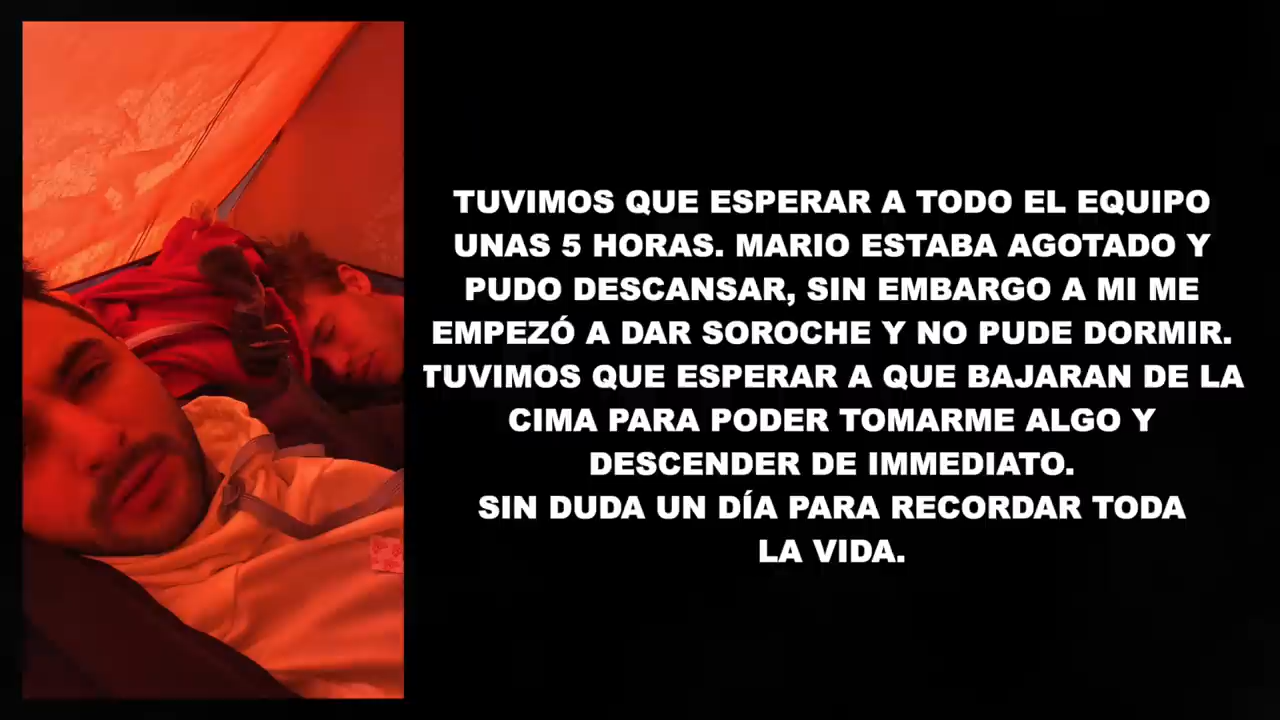 TUVIMOS QUE ESPERAR A TODO EL EQUIPO
UNAS 5 HORAS. MARIO ESTABA AGOTADO Y
PUDO DESCANSAR, SIN EMBARGO A MI ME
EMPEZÓ A DAR SOROCHE Y NO PUDE DORMIR.
TUVIMOS QUE ESPERAR A QUE BAJARAN DE LA
CIMA PARA PODER TOMARME ALGO Y
DESCENDER DE IMMEDIATO.
SIN DUDA UN DÍA PARA RECORDAR TODA
LA VIDA.